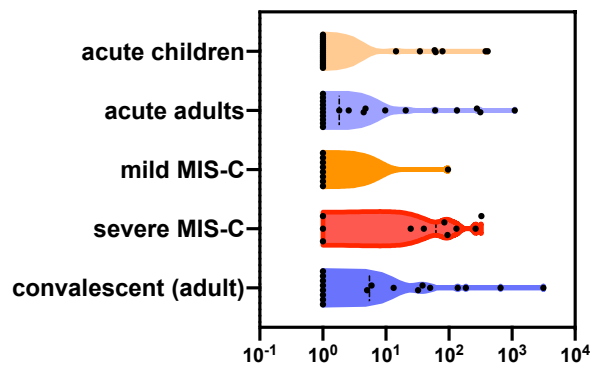 acute children
acute adults
mild MIS-C
severe MIS-C
convalescent (adult)
10⁻¹ 10⁰ 10¹ 10² 10³ 10⁴